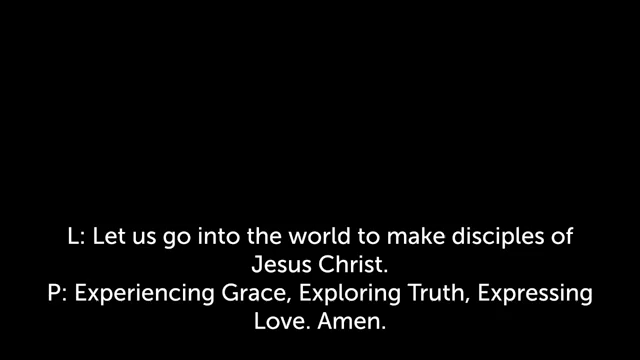 L: Let us go into the world to make disciples of
Jesus Christ.
P: Experiencing Grace, Exploring Truth, Expressing
Love. Amen.